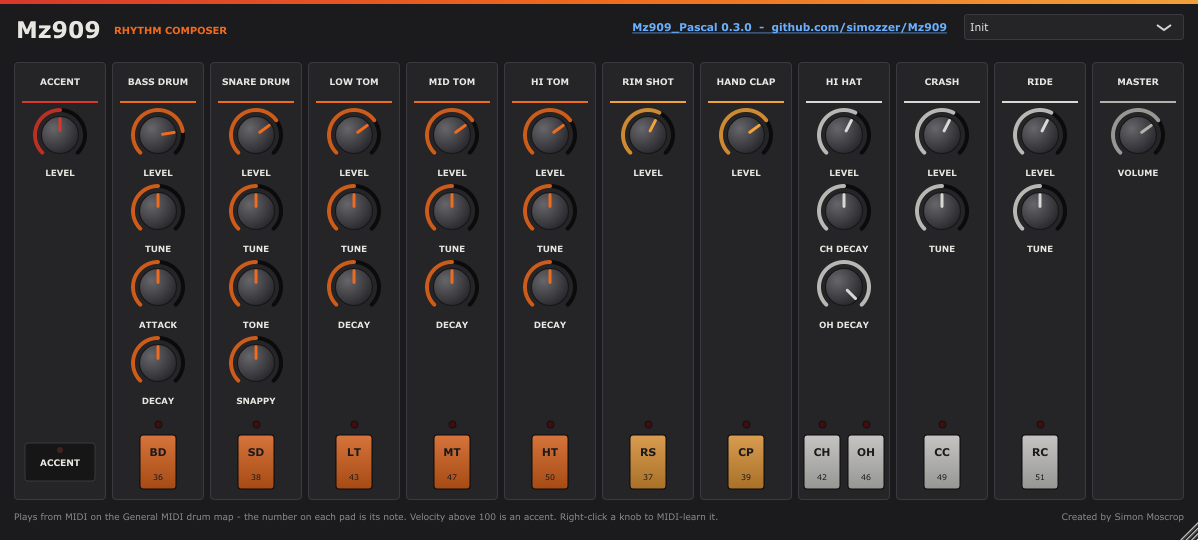 Mz909 RHYTHM COMPOSER Mz909_Pascal 0.3.0 - github.com/simozzer/Mz909 Init
ACCENT BASS DRUM SNARE DRUM LOW TOM MID TOM HI TOM RIM SHOT HAND CLAP HI HAT CRASH RIDE MASTER
LEVEL LEVEL LEVEL LEVEL LEVEL LEVEL LEVEL LEVEL LEVEL LEVEL LEVEL VOLUME
TUNE TUNE TUNE TUNE TUNE CH DECAY TUNE TUNE
ATTACK TONE DECAY DECAY DECAY OH DECAY
DECAY SNAPPY
ACCENT BD SD LT MT HT RS CP CH OH CC RC
36 38 43 47 50 37 39 42 46 49 51
Plays from MIDI on the General MIDI drum map - the number on each pad is its note. Velocity above 100 is an accent. Right-click a knob to MIDI-learn it. Created by Simon Moscrop